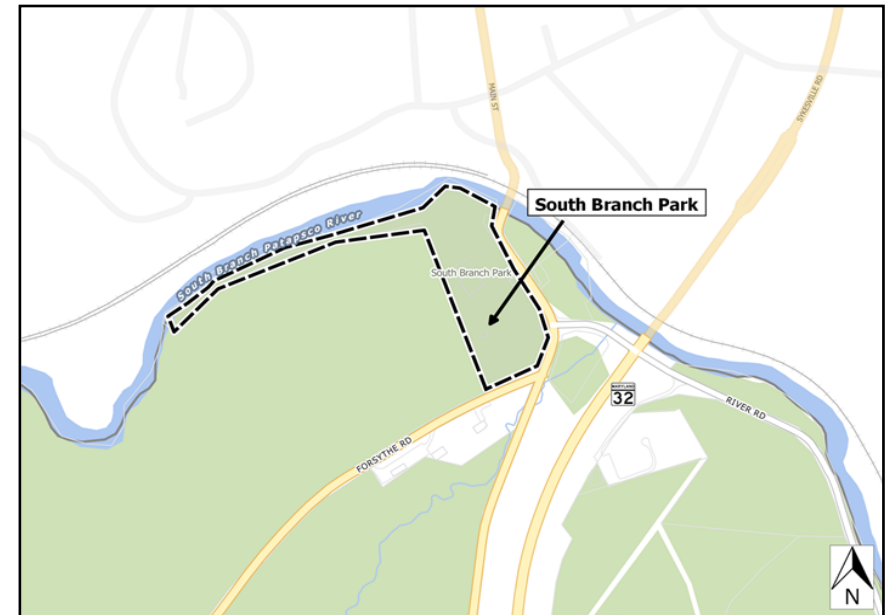 MAIN ST
SYKESVILLE RD
South Branch Park
South Branch Patapsco River
South Branch Park
MARYLAND
32
RIVER RD
FORSYTHE RD
N